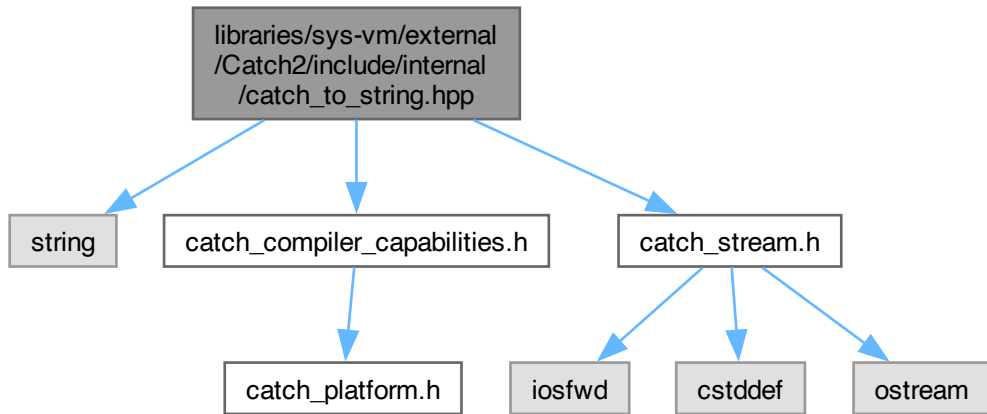 libraries/sys-vm/external
/Catch2/include/internal
/catch_to_string.hpp
string
catch_compiler_capabilities.h
catch_stream.h
catch_platform.h
iosfwd
cstddef
ostream